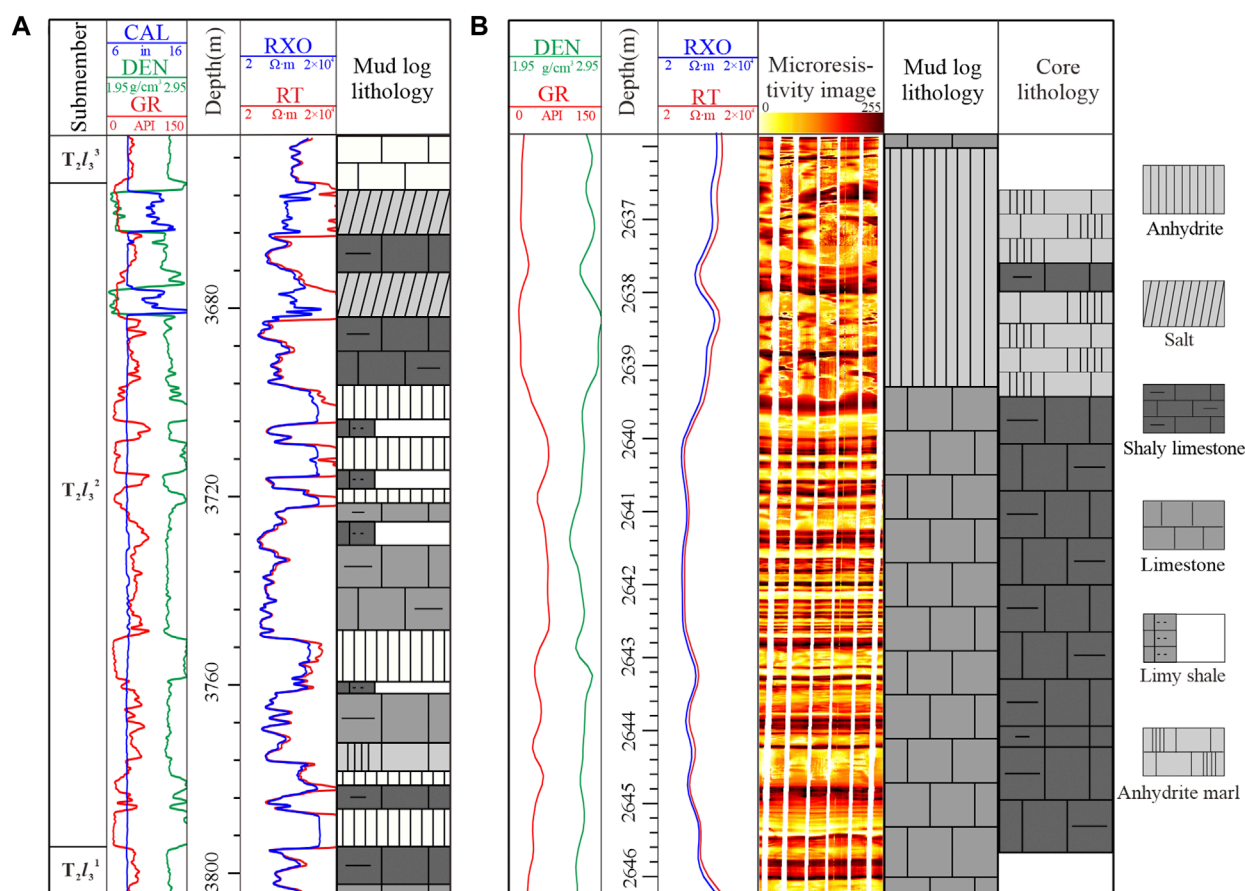 A
Submember
CAL
6 in 16
DEN
1.95 g/cm³ 2.95
GR
0 API 150
Depth(m)
RXO
2 Ω·m 2×10⁴
RT
2 Ω·m 2×10⁴
Mud log
lithology
T₂l₃³
T₂l₃²
T₂l₃¹
3680
3720
3760
3800
B
DEN
1.95 g/cm³ 2.95
GR
0 API 150
Depth(m)
RXO
2 Ω·m 2×10⁴
RT
2 Ω·m 2×10⁴
Microresis-
tivity image
0 255
Mud log
lithology
Core
lithology
2637
2638
2639
2640
2641
2642
2643
2644
2645
2646
Anhydrite
Salt
Shaly limestone
Limestone
Limy shale
Anhydrite marl